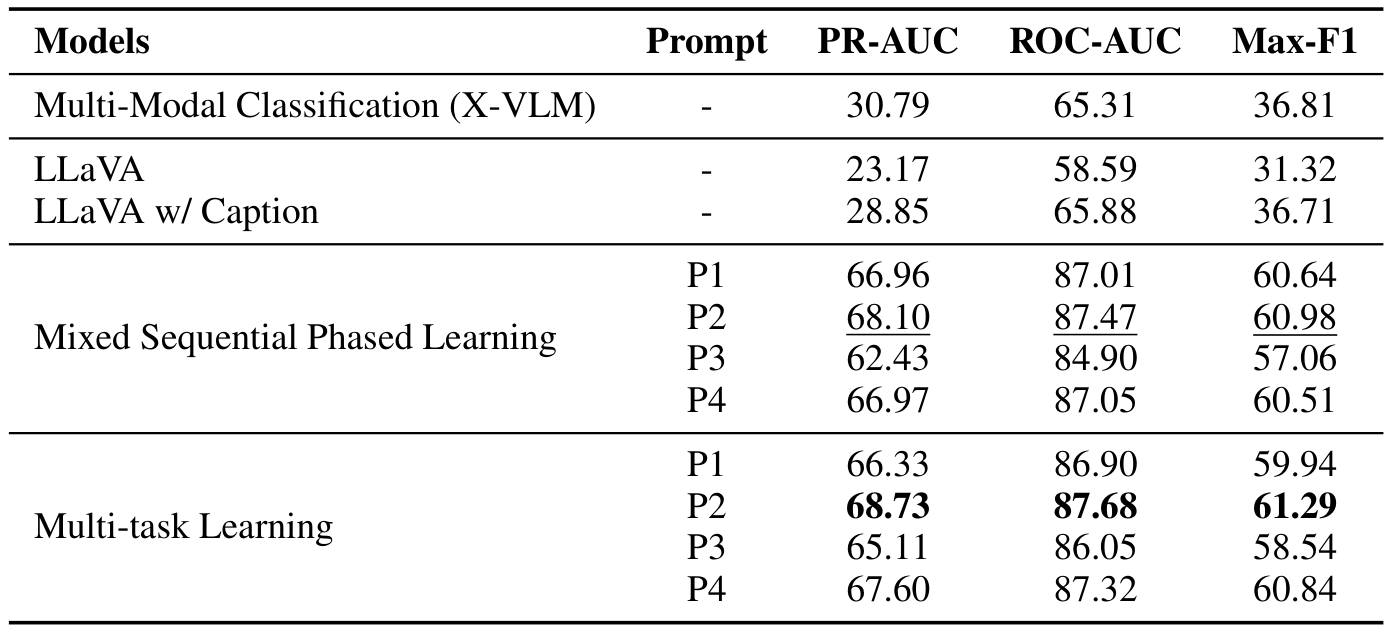 Models Prompt PR-AUC ROC-AUC Max-F1
Multi-Modal Classification (X-VLM) - 30.79 65.31 36.81
LLaVA - 23.17 58.59 31.32
LLaVA w/ Caption - 28.85 65.88 36.71
P1 66.96 87.01 60.64
P2 68.10 87.47 60.98
Mixed Sequential Phased Learning
P3 62.43 84.90 57.06
P4 66.97 87.05 60.51
P1 66.33 86.90 59.94
P2 68.73 87.68 61.29
Multi-task Learning
P3 65.11 86.05 58.54
P4 67.60 87.32 60.84